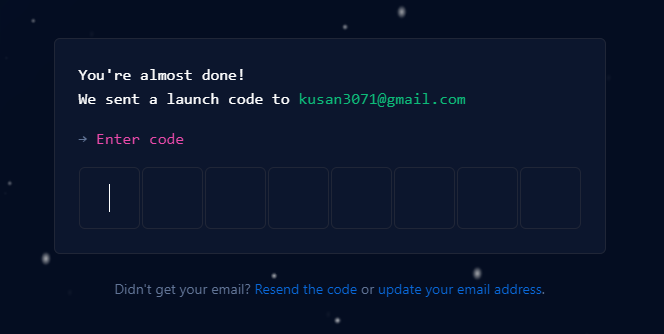 You're almost done!
We sent a launch code to kusan3071@gmail.com
→ Enter code
Didn't get your email? Resend the code or update your email address.